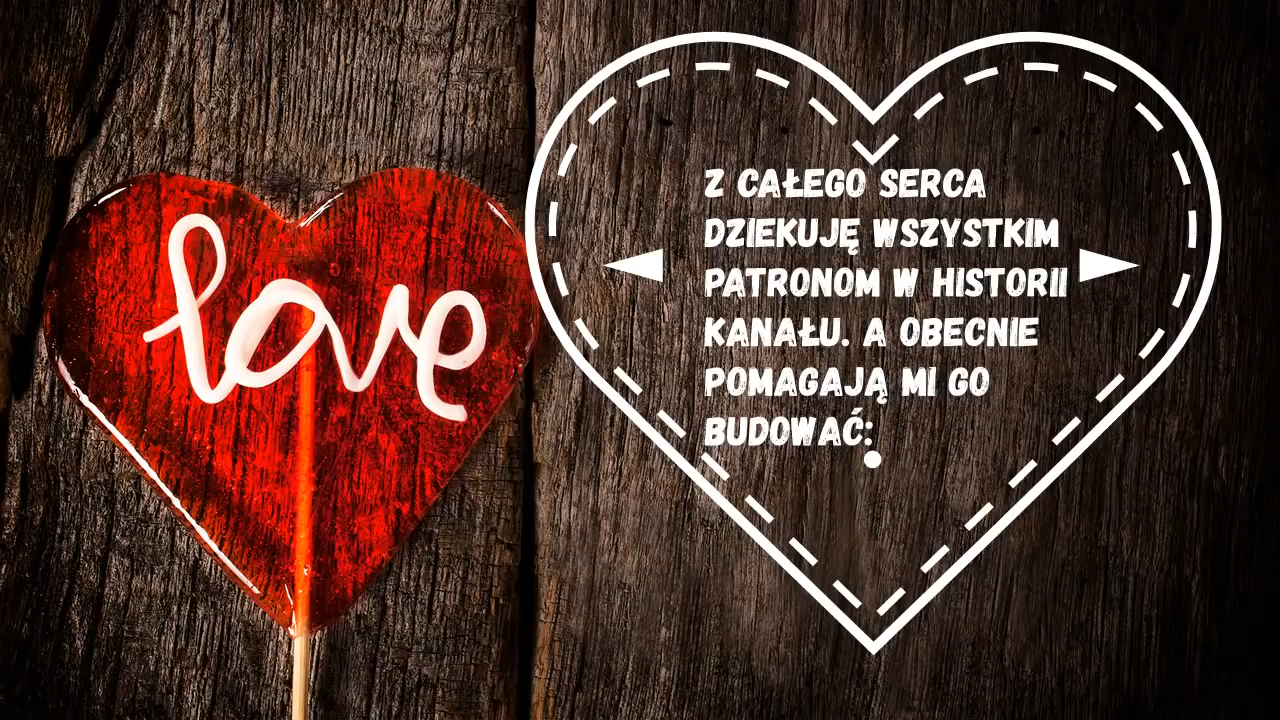 love
Z CAŁEGO SERCA
DZIEKUJĘ WSZYSTKIM
PATRONOM W HISTORII
KANAŁU. A OBECNIE
POMAGAJĄ MI GO
BUDOWAĆ: